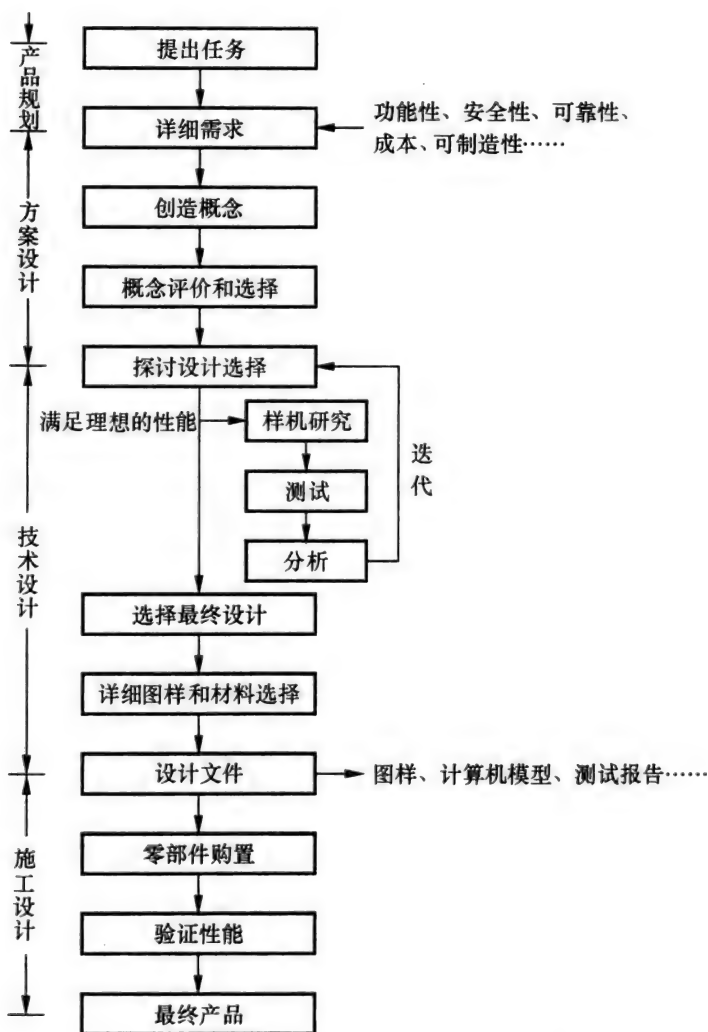 提出任务
产品规划
详细需求
功能性、安全性、可靠性、
成本、可制造性……
创造概念
方案设计
概念评价和选择
探讨设计选择
满足理想的性能
样机研究
迭代
测试
技术设计
分析
选择最终设计
详细图样和材料选择
设计文件
图样、计算机模型、测试报告……
零部件购置
施工设计
验证性能
最终产品